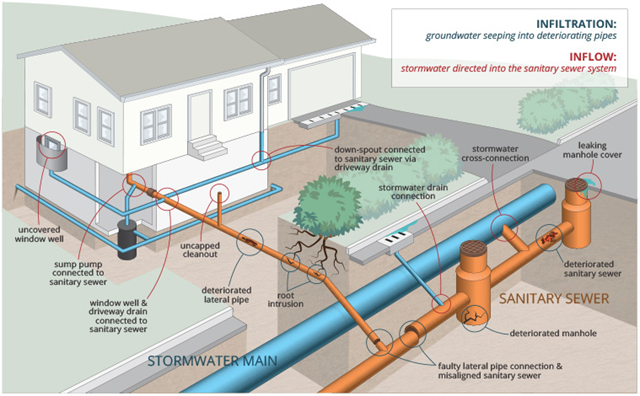 INFILTRATION:
groundwater seeping into deteriorating pipes
INFLOW:
stormwater directed into the sanitary sewer system
down-spout connected
to sanitary sewer via
driveway drain
stormwater
cross-connection
leaking
manhole cover
stormwater drain
connection
uncovered
window well
sump pump
connected to
sanitary sewer
uncapped
cleanout
window well &
driveway drain
connected to
sanitary sewer
deteriorated
lateral pipe
root
intrusion
deteriorated
sanitary sewer
SANITARY SEWER
deteriorated manhole
STORMWATER MAIN
faulty lateral pipe connection &
misaligned sanitary sewer